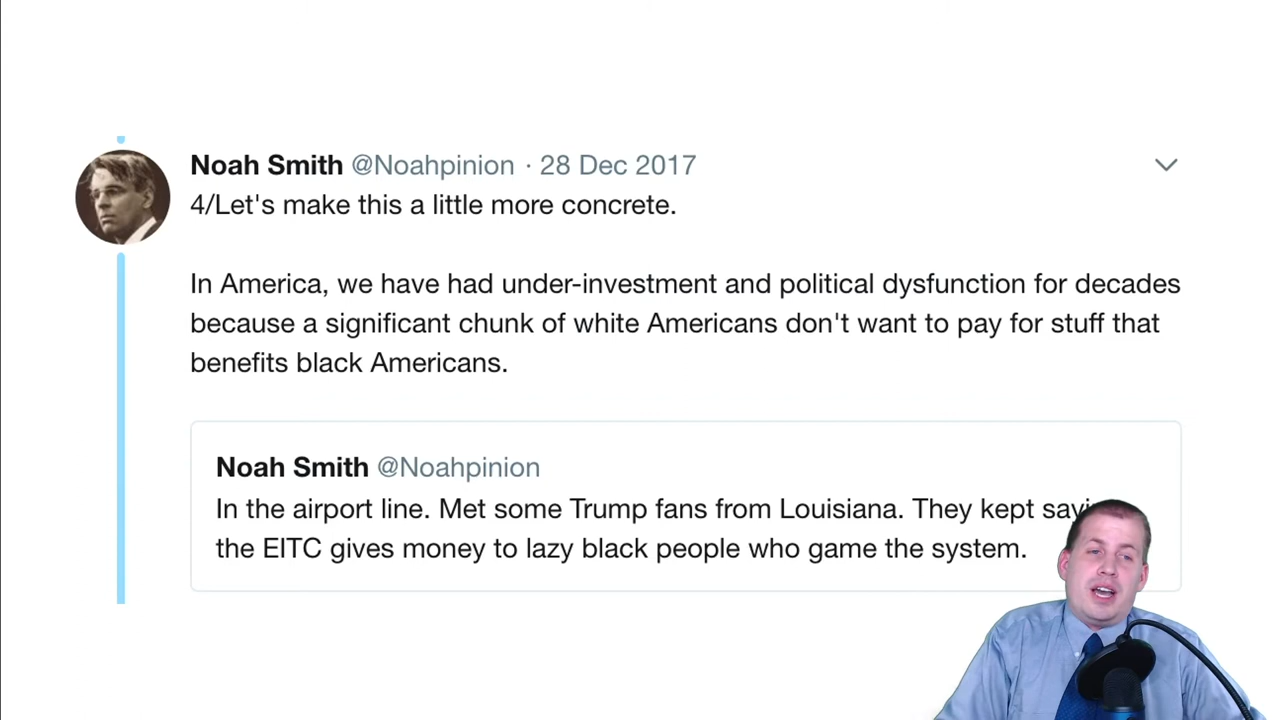 Noah Smith @Noahpinion · 28 Dec 2017
4/Let's make this a little more concrete.
In America, we have had under-investment and political dysfunction for decades
because a significant chunk of white Americans don't want to pay for stuff that
benefits black Americans.
Noah Smith @Noahpinion
In the airport line. Met some Trump fans from Louisiana. They kept
the EITC gives money to lazy black people who game the system.